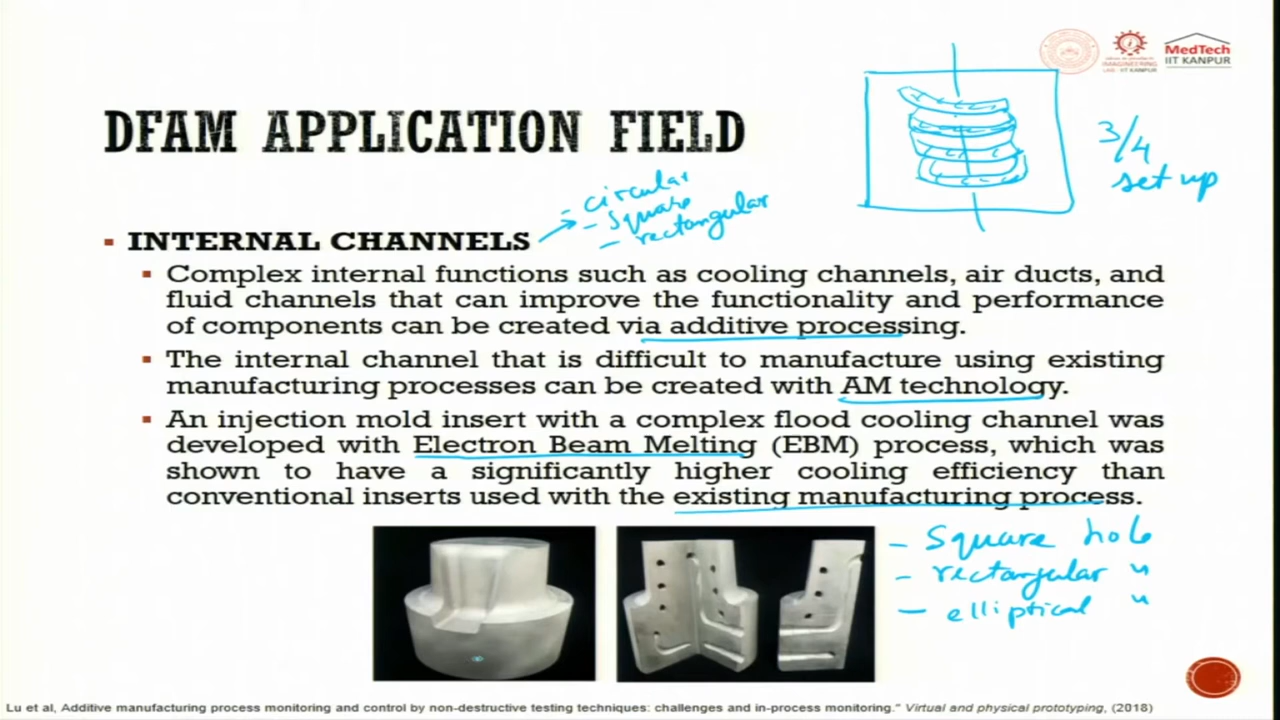 MedTech
IIT KANPUR
IMAGINEERING
LAB - IIT KANPUR
DFAM APPLICATION FIELD
3/4
set up
- circular
- square
- rectangular
▪ INTERNAL CHANNELS
▪ Complex internal functions such as cooling channels, air ducts, and
fluid channels that can improve the functionality and performance
of components can be created via additive processing.
▪ The internal channel that is difficult to manufacture using existing
manufacturing processes can be created with AM technology.
▪ An injection mold insert with a complex flood cooling channel was
developed with Electron Beam Melting (EBM) process, which was
shown to have a significantly higher cooling efficiency than
conventional inserts used with the existing manufacturing process.
- Square hole
- rectangular "
- elliptical "
Lu et al, Additive manufacturing process monitoring and control by non-destructive testing techniques: challenges and in-process monitoring." Virtual and physical prototyping, (2018)